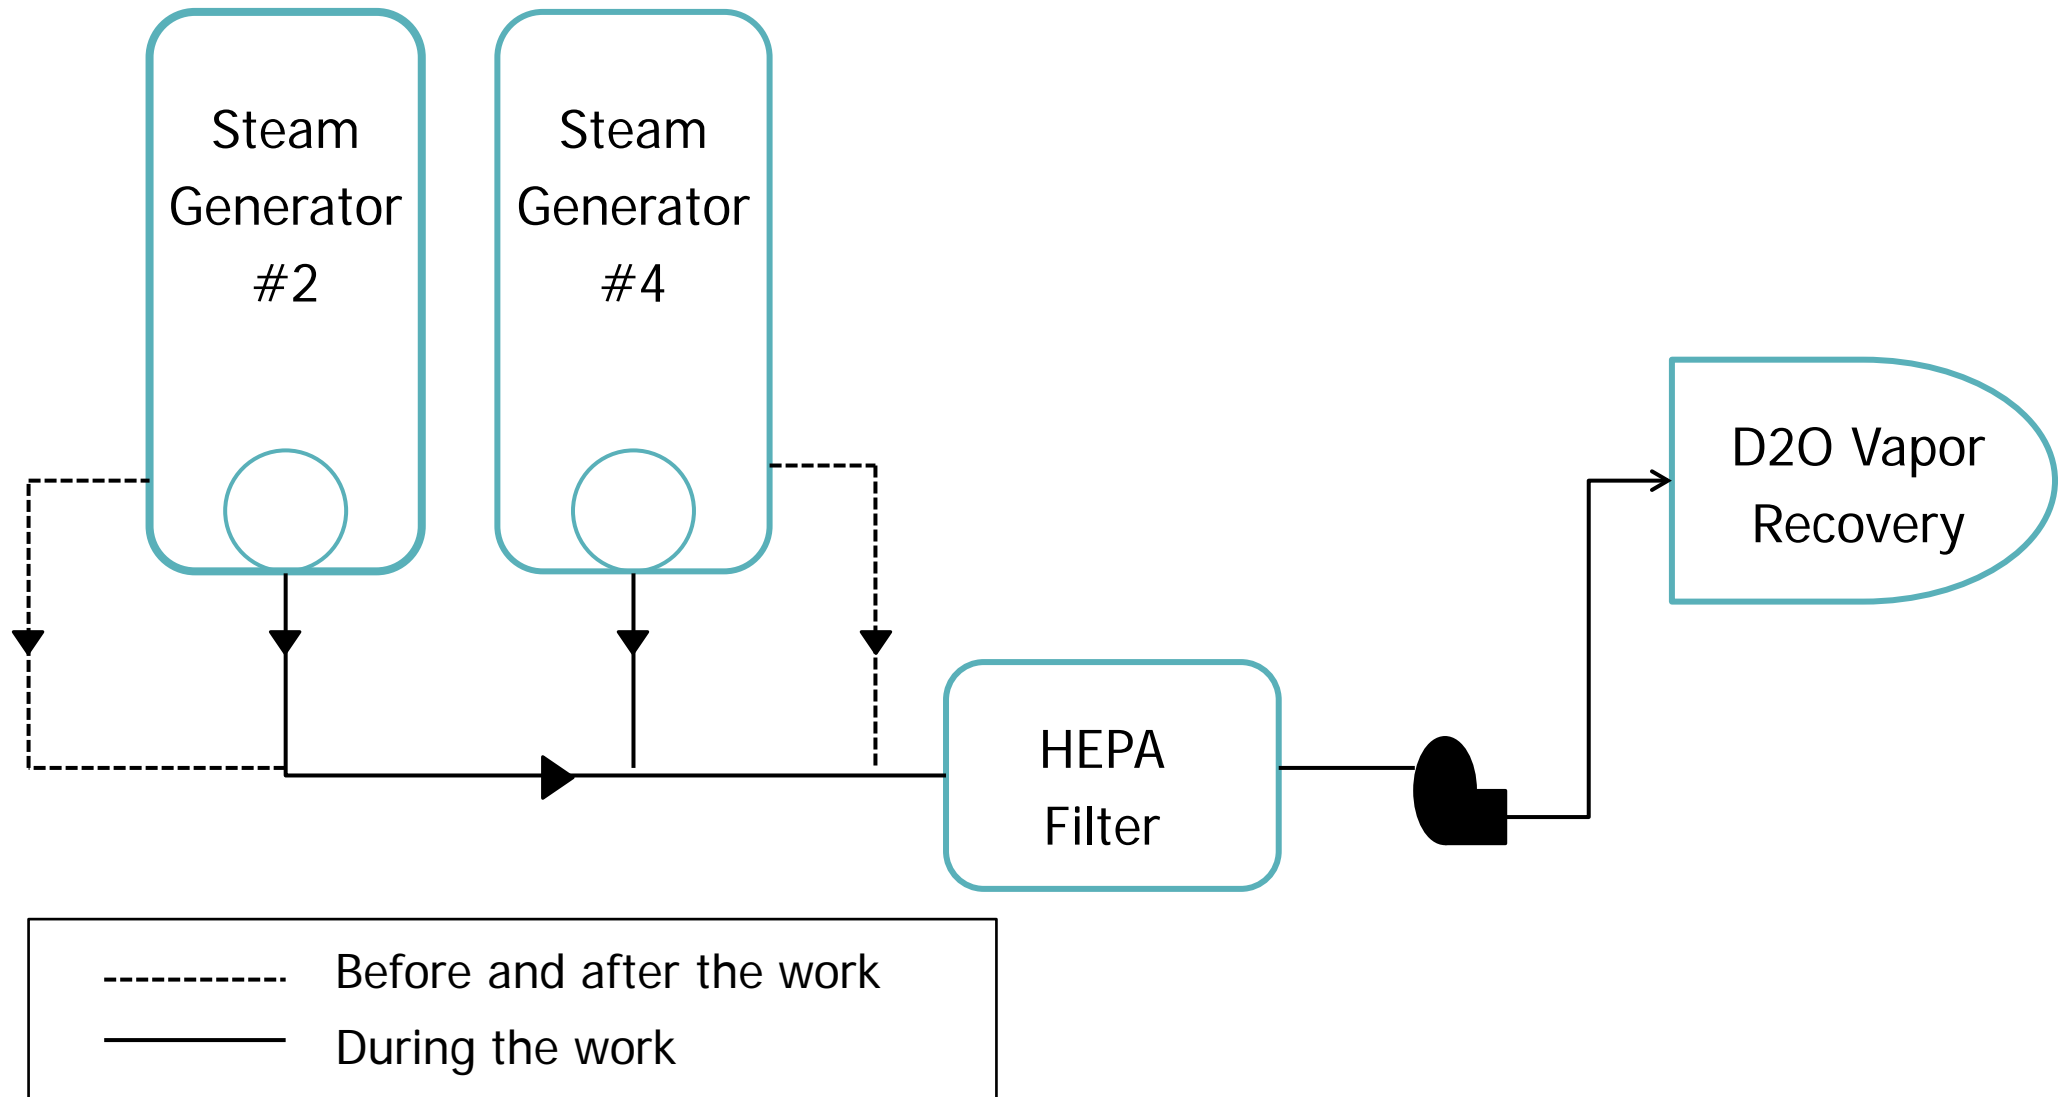 Steam
Generator
#2
Steam
Generator
#4
D2O Vapor
Recovery
HEPA
Filter
Before and after the work
During the work